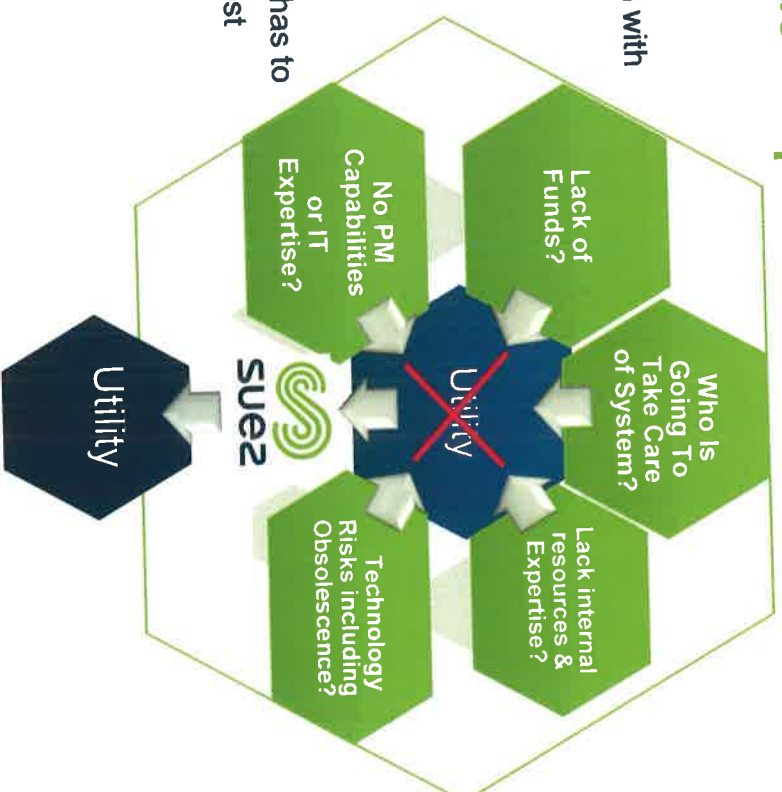 with
has to
st
Who Is
Going To
Take Care
of System?
Lack of
Funds?
Lack internal
resources &
Expertise?
Utility
No PM
Capabilities
or IT
Expertise?
Technology
Risks including
Obsolescence?
suez
Utility